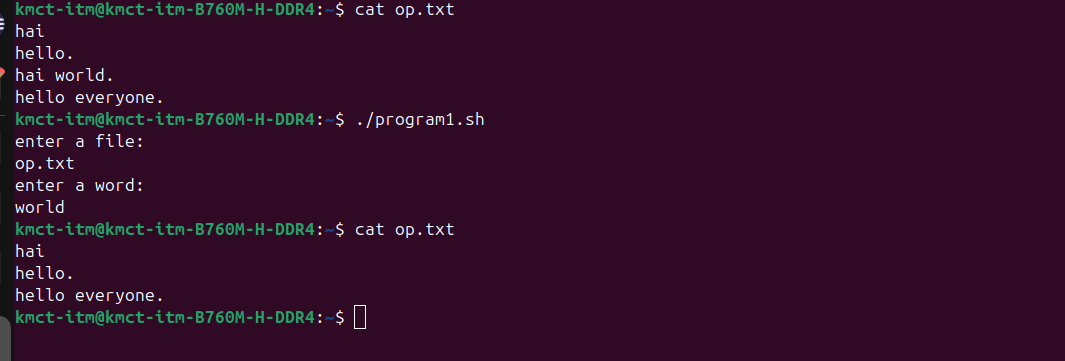 kmct-itm@kmct-itm-B760M-H-DDR4:~$ cat op.txt
hai
hello.
hai world.
hello everyone.
kmct-itm@kmct-itm-B760M-H-DDR4:~$ ./program1.sh
enter a file:
op.txt
enter a word:
world
kmct-itm@kmct-itm-B760M-H-DDR4:~$ cat op.txt
hai
hello.
hello everyone.
kmct-itm@kmct-itm-B760M-H-DDR4:~$